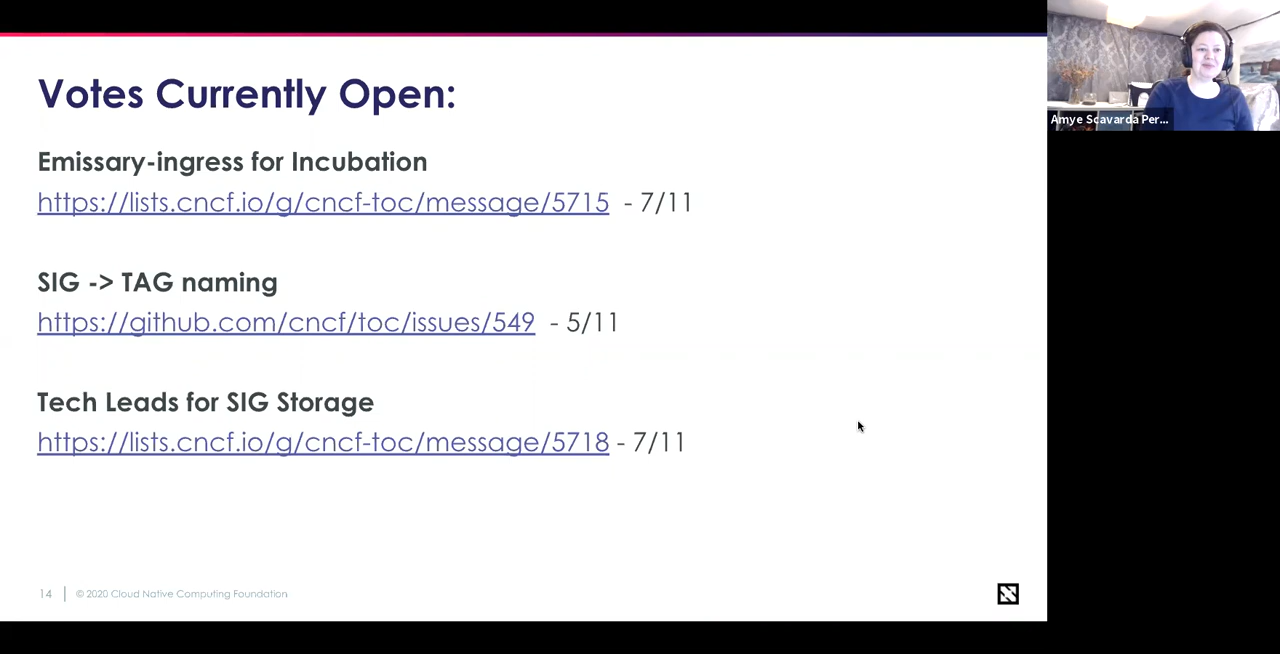 Votes Currently Open:
Emissary-ingress for Incubation
https://lists.cncf.io/g/cncf-toc/message/5715 - 7/11
SIG -> TAG naming
https://github.com/cncf/toc/issues/549 - 5/11
Tech Leads for SIG Storage
https://lists.cncf.io/g/cncf-toc/message/5718 - 7/11
14 | © 2020 Cloud Native Computing Foundation
Amye Scavarda Per...